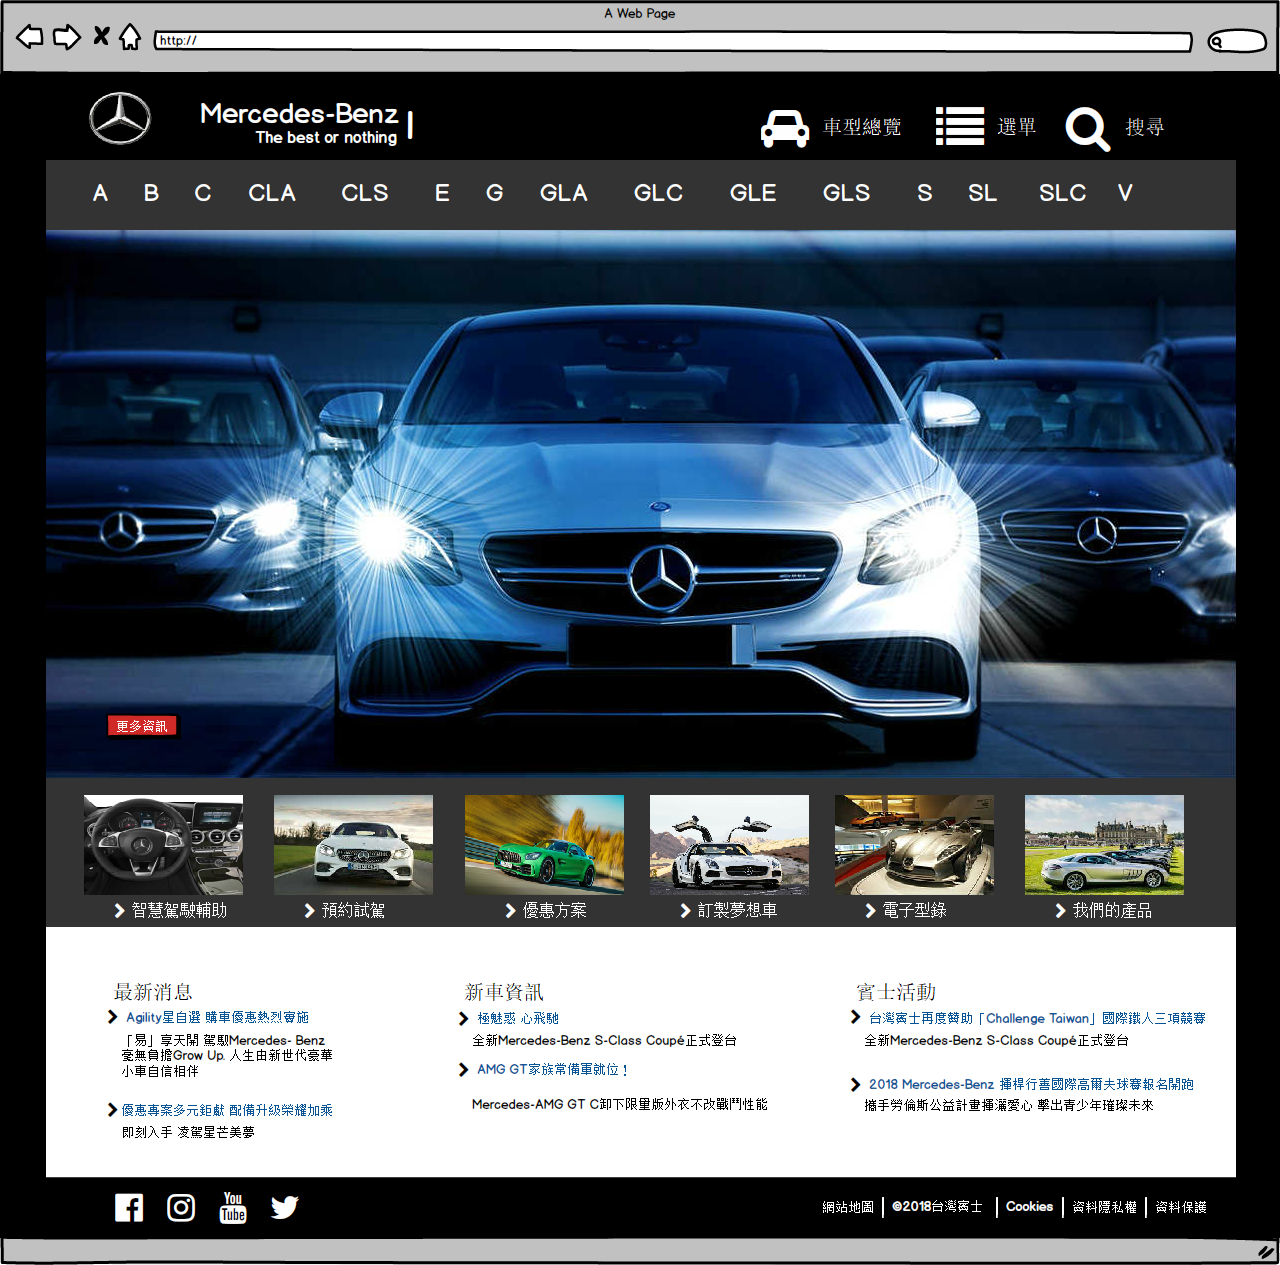 A Web Page
http://
Mercedes-Benz
The best or nothing
車型總覽
選單
搜尋
A B C CLA CLS E G GLA GLC GLE GLS S SL SLC V
更多資訊
智慧駕駛輔助
預約試駕
優惠方案
訂製夢想車
電子型錄
我們的產品
最新消息
Agility星自選 購車優惠熱烈實施
「易」享天開 駕馭Mercedes- Benz
毫無負擔Grow Up. 人生由新世代豪華
小車自信相伴
優惠專案多元鉅獻 配備升級榮耀加乘
即刻入手 凌駕星芒美夢
新車資訊
極魅惑 心飛馳
全新Mercedes-Benz S-Class Coupé正式登台
AMG GT家族常備軍就位！
Mercedes-AMG GT C卸下限量版外衣不改戰鬥性能
賓士活動
台灣賓士再度贊助「Challenge Taiwan」國際鐵人三項競賽
全新Mercedes-Benz S-Class Coupé正式登台
2018 Mercedes-Benz 揮桿行善國際高爾夫球賽報名開跑
攜手勞倫斯公益計畫揮灑愛心 擊出青少年璀璨未來
You
Tube
網站地圖
©2018台灣賓士
Cookies
資料隱私權
資料保護